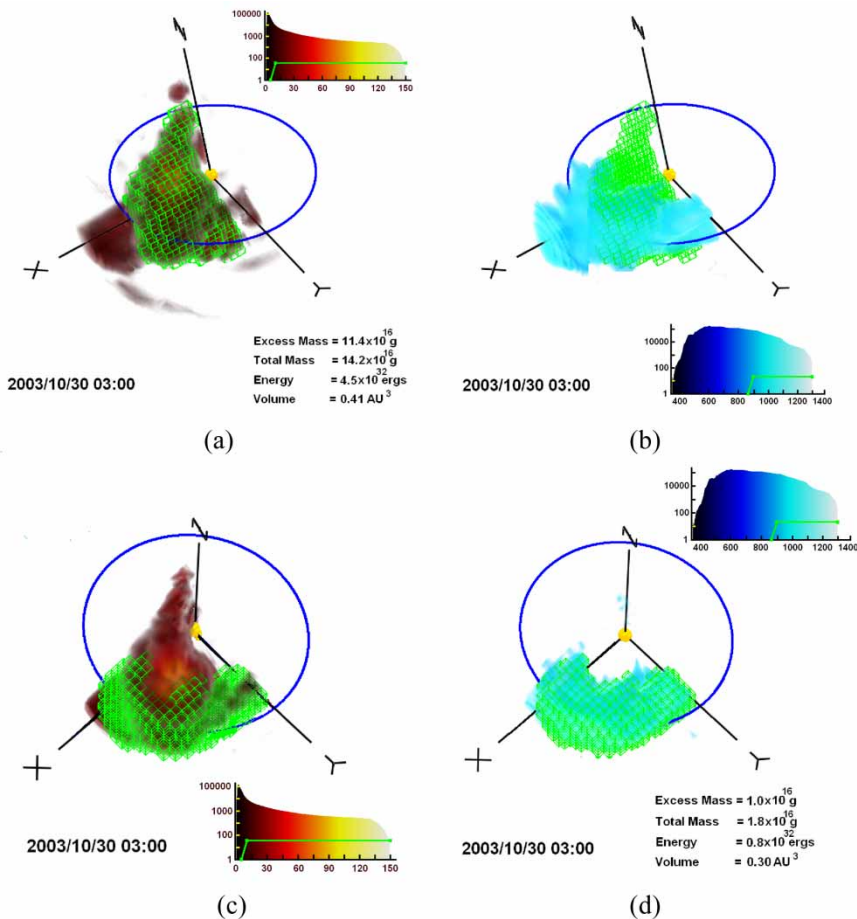 N
100000
10000
1000
100
1
0 30 60 90 120 150
X
Y
Excess Mass = 11.4x10^16 g
Total Mass = 14.2x10^16 g
Energy = 4.5x10^32 ergs
Volume = 0.41 AU^3
2003/10/30 03:00
(a)
N
X
Y
10000
100
1
400 600 800 1000 1200 1400
2003/10/30 03:00
(b)
N
X
Y
100000
1000
100
1
0 30 60 90 120 150
2003/10/30 03:00
(c)
10000
100
1
400 600 800 1000 1200 1400
N
X
Y
Excess Mass = 1.0x10^16 g
Total Mass = 1.8x10^16 g
Energy = 0.8x10^32 ergs
Volume = 0.30 AU^3
2003/10/30 03:00
(d)